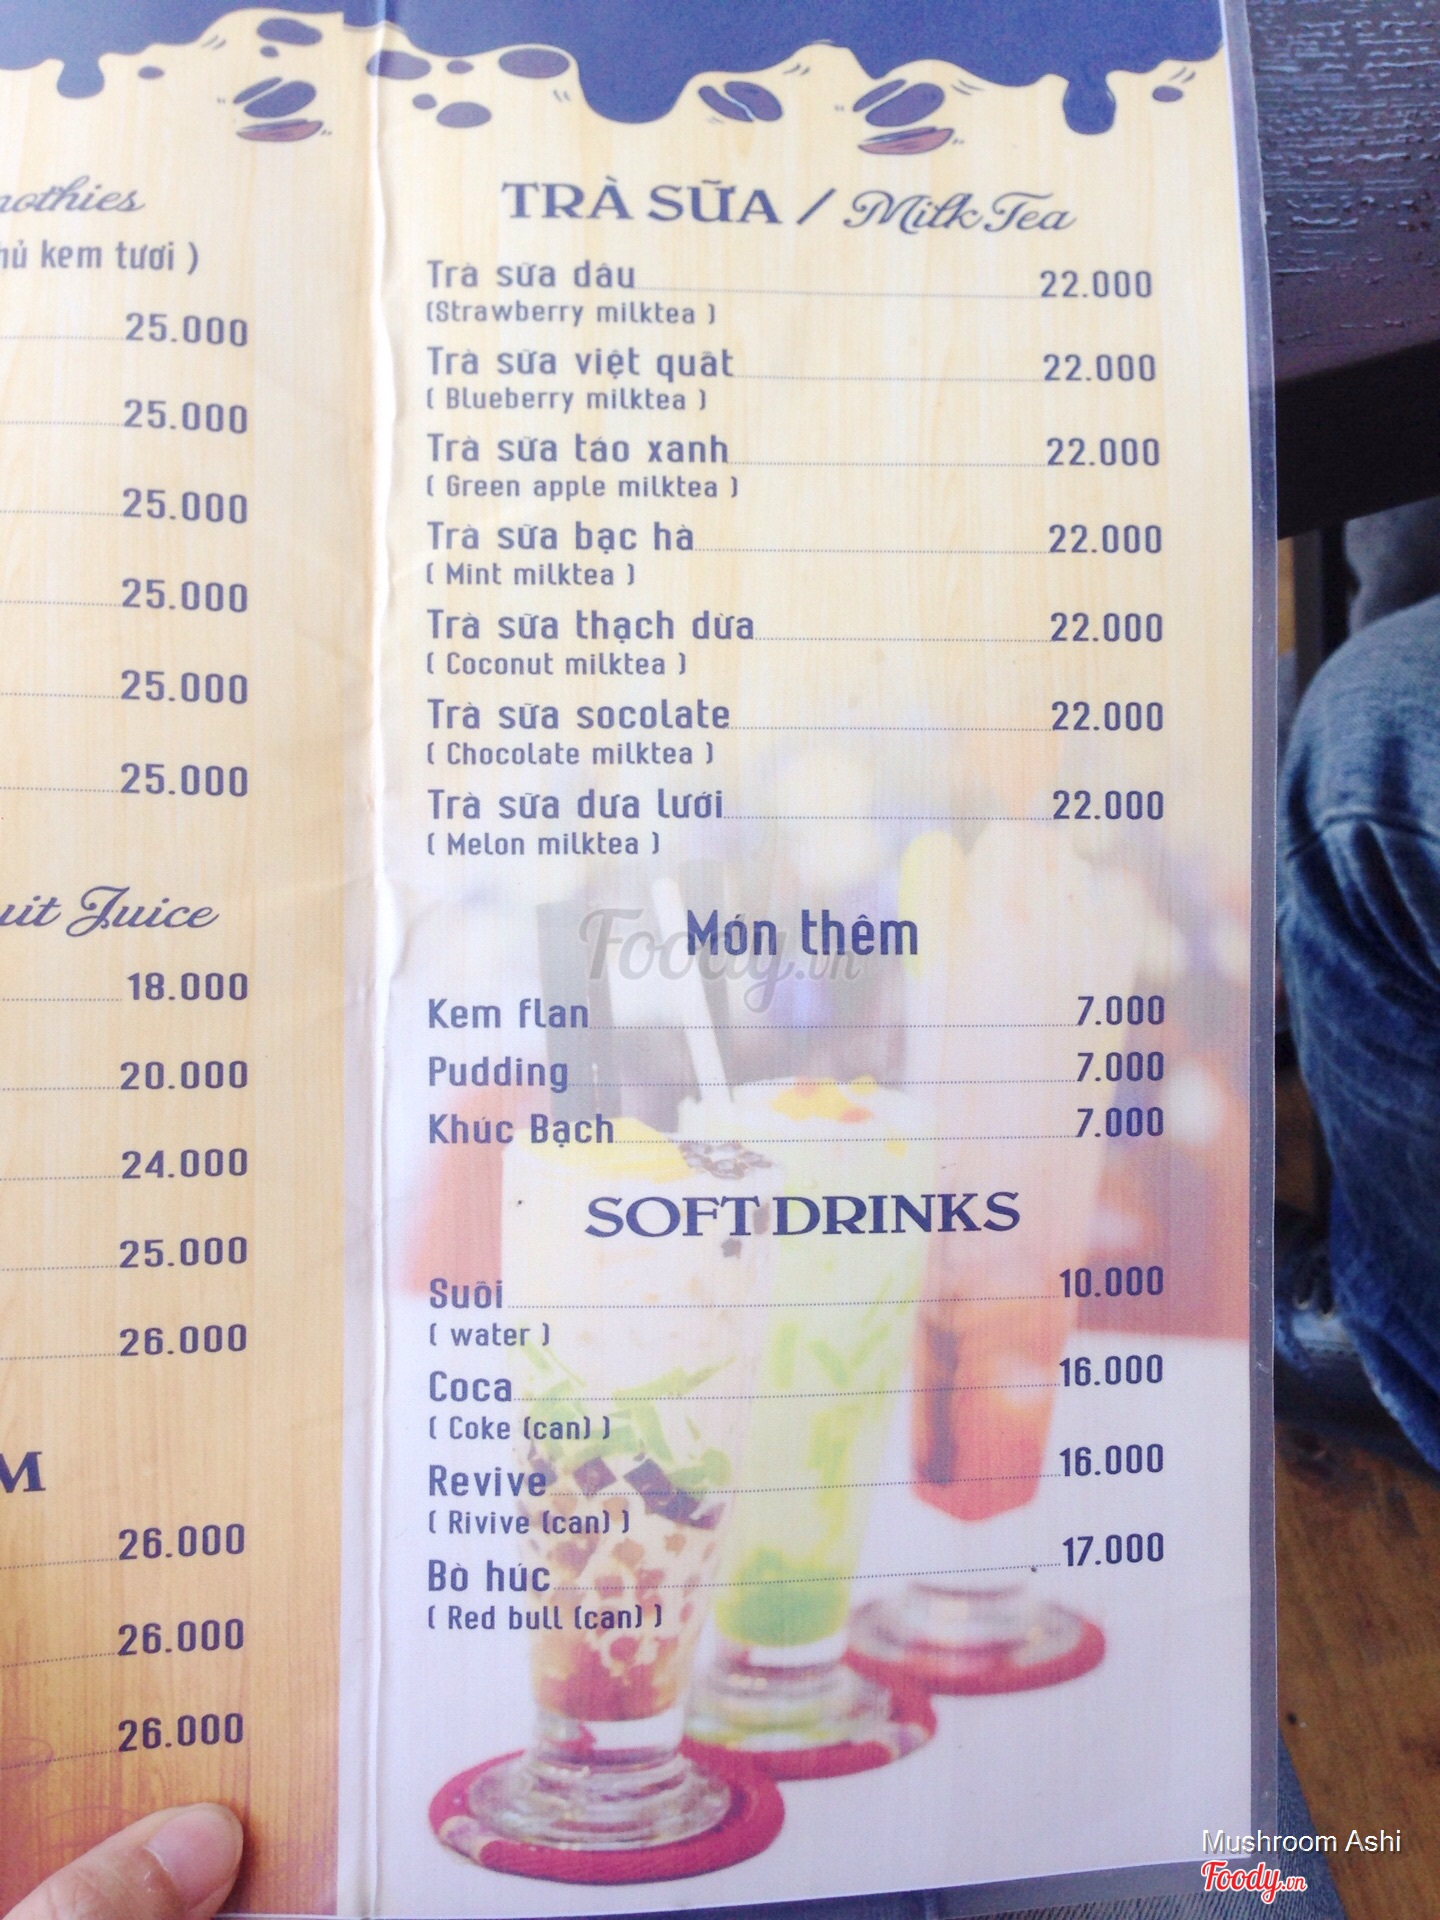 hủ kem tươi )
25.000
25.000
25.000
25.000
25.000
25.000
Juice
18.000
20.000
24.000
25.000
26.000
26.000
26.000
26.000
TRÀ SỮA / Milk Tea
Trà sữa dâu 22.000
(Strawberry milktea )
Trà sữa việt quât 22.000
( Blueberry milktea )
Trà sữa táo xanh 22.000
( Green apple milktea )
Trà sữa bạc hà 22.000
( Mint milktea )
Trà sữa thạch dừa 22.000
( Coconut milktea )
Trà sữa socolate 22.000
( Chocolate milktea )
Trà sữa dưa lưới 22.000
( Melon milktea )
Món thêm
Kem flan 7.000
Pudding 7.000
Khúc Bạch 7.000
SOFT DRINKS
Suôi 10.000
( water )
Coca 16.000
( Coke (can) )
Revive 16.000
( Rivive (can) )
Bò húc 17.000
( Red bull (can) )
Foody.vn
Mushroom Ashi
Foody.vn